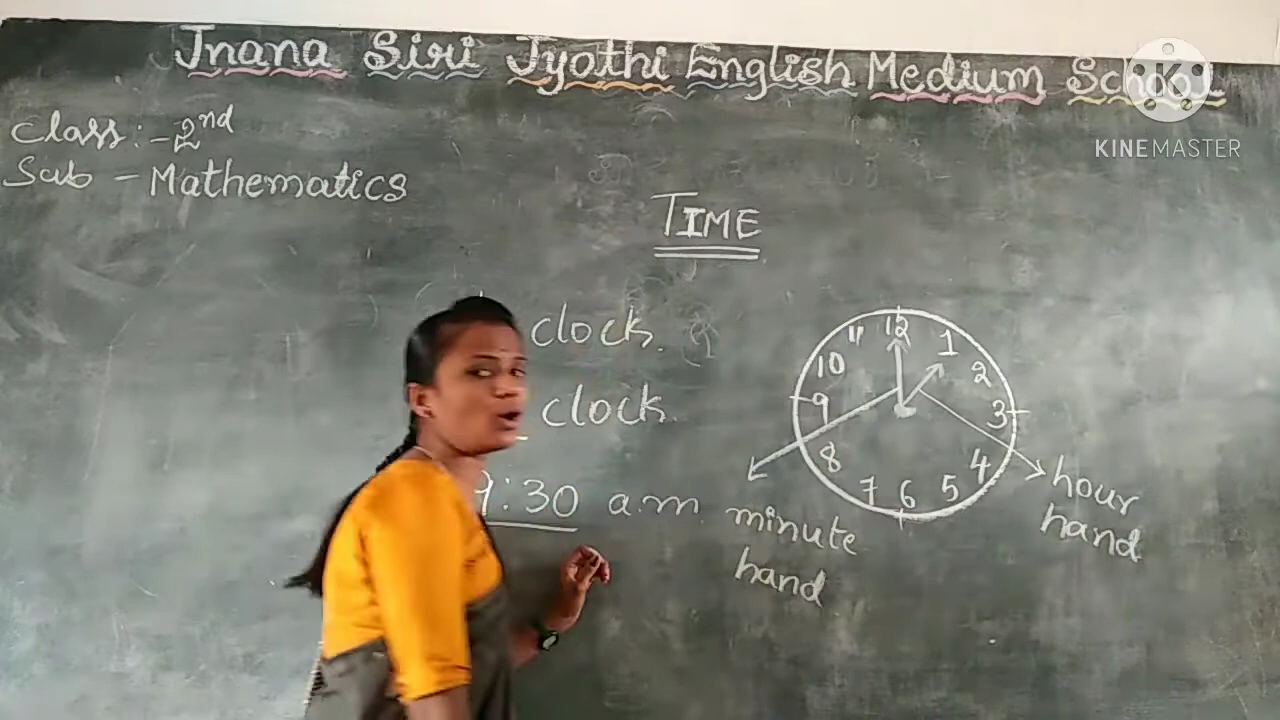 Jnana Siri Jyothi English Medium School
KINEMASTER
Class:-2nd
Sub - Mathematics
TIME
clock.
clock.
9:30 a.m.
12
1
2
3
4
5
6
7
8
9
10
11
minute
hand
hour
hand